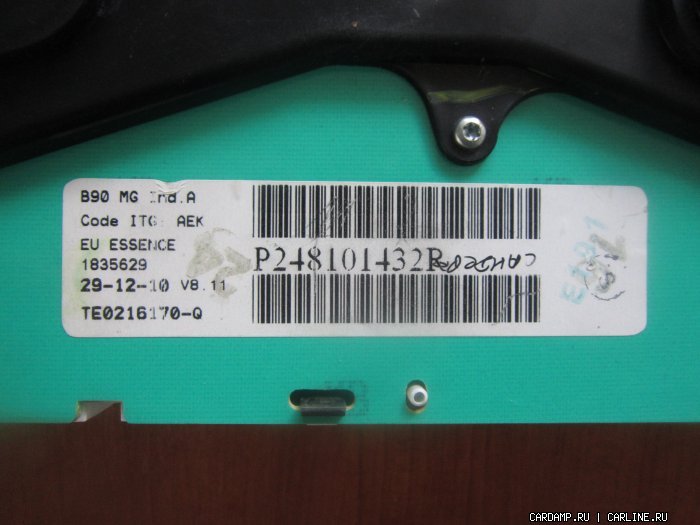 B90 MG Ind.A
Code ITG: AEK
EU ESSENCE
1835629
29-12-10 V8.11
TE0216170-Q
P248101432R
CARDAMP.RU | CARLINE.RU